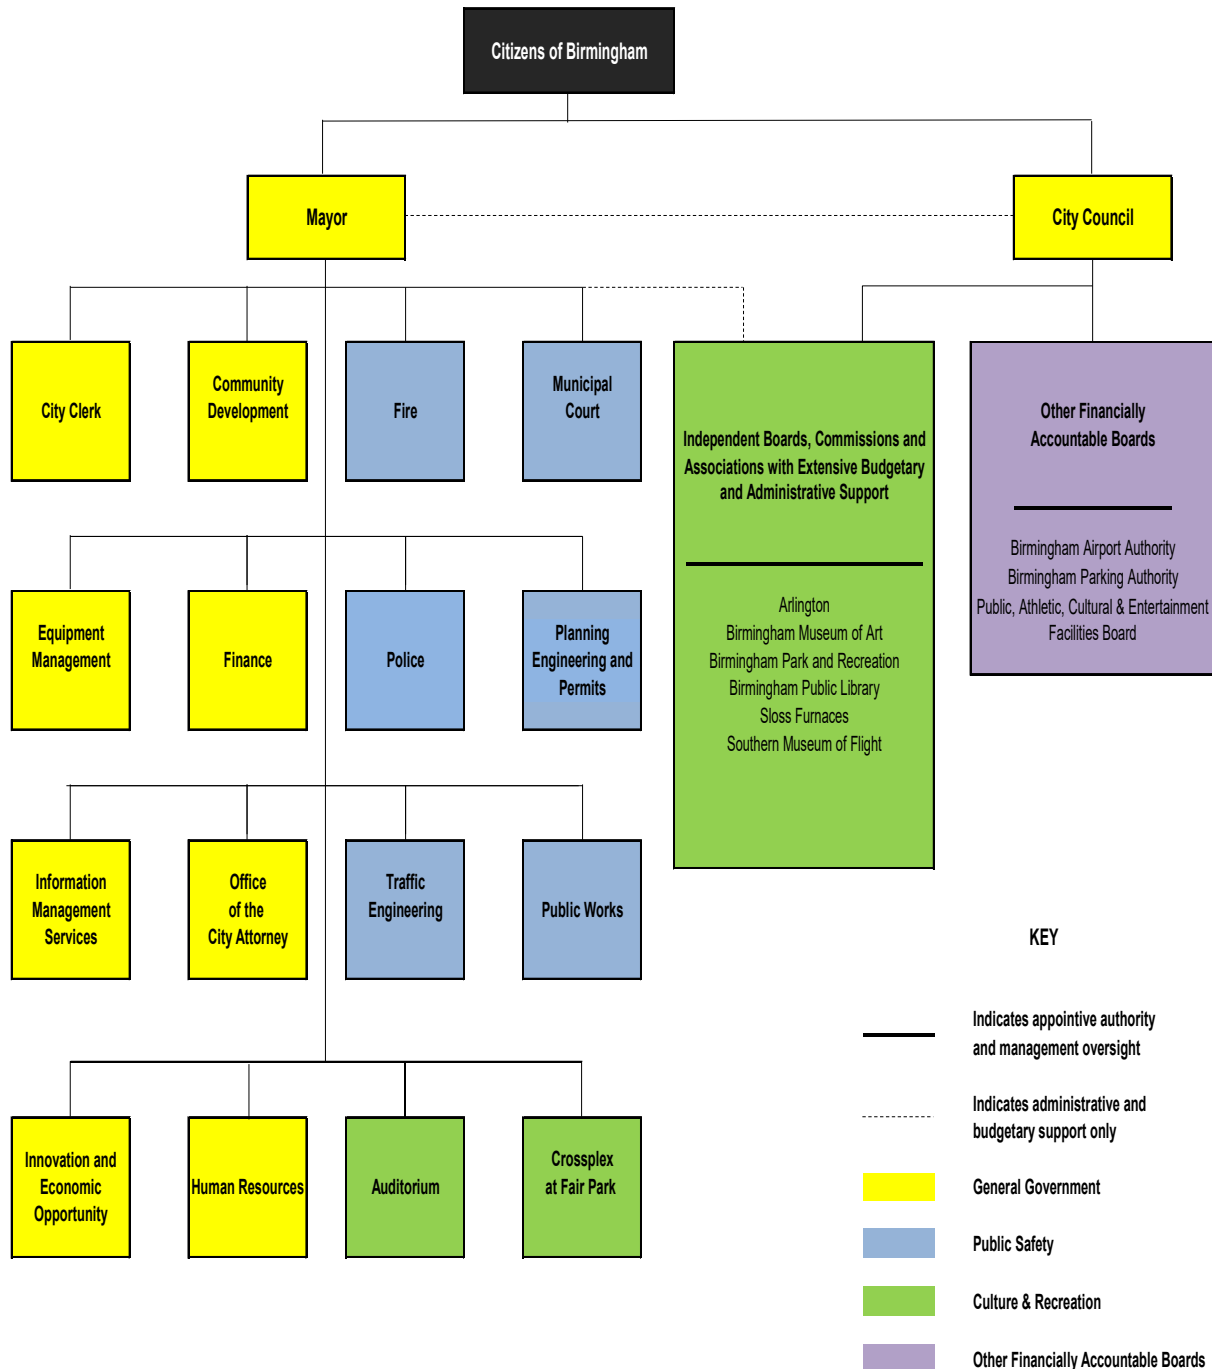 Citizens of Birmingham
Mayor
City Council
City Clerk
Community
Development
Fire
Municipal
Court
Independent Boards, Commissions and
Associations with Extensive Budgetary
and Administrative Support
Arlington
Birmingham Museum of Art
Birmingham Park and Recreation
Birmingham Public Library
Sloss Furnaces
Southern Museum of Flight
Other Financially
Accountable Boards
Birmingham Airport Authority
Birmingham Parking Authority
Public, Athletic, Cultural & Entertainment
Facilities Board
Equipment
Management
Finance
Police
Planning
Engineering and
Permits
Information
Management
Services
Office
of the
City Attorney
Traffic
Engineering
Public Works
Innovation and
Economic
Opportunity
Human Resources
Auditorium
Crossplex
at Fair Park
KEY
Indicates appointive authority
and management oversight
Indicates administrative and
budgetary support only
General Government
Public Safety
Culture & Recreation
Other Financially Accountable Boards